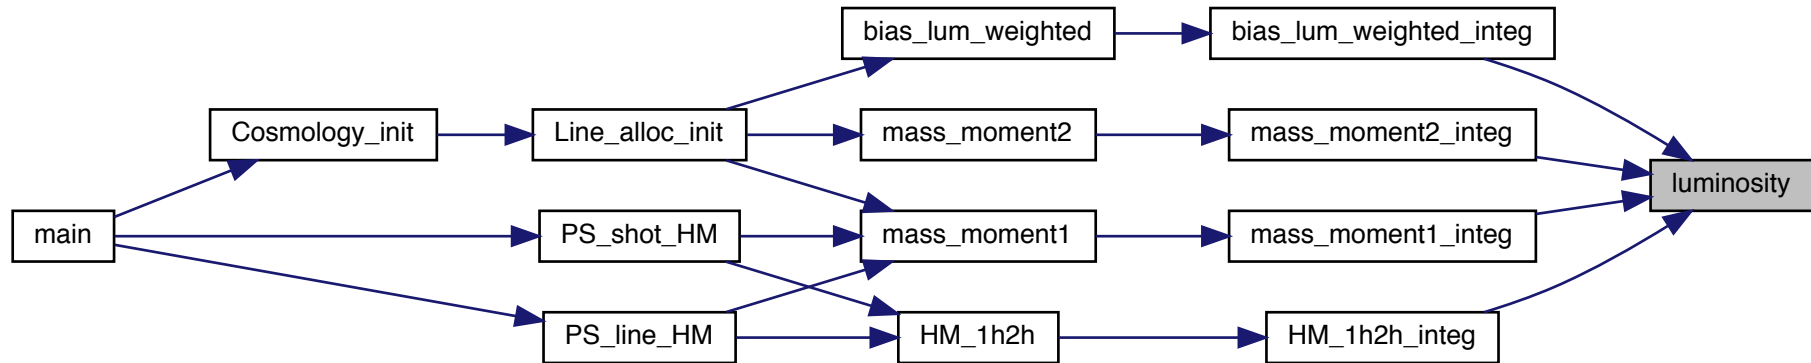 bias_lum_weighted
bias_lum_weighted_integ
Cosmology_init
Line_alloc_init
mass_moment2
mass_moment2_integ
luminosity
main
PS_shot_HM
mass_moment1
mass_moment1_integ
PS_line_HM
HM_1h2h
HM_1h2h_integ